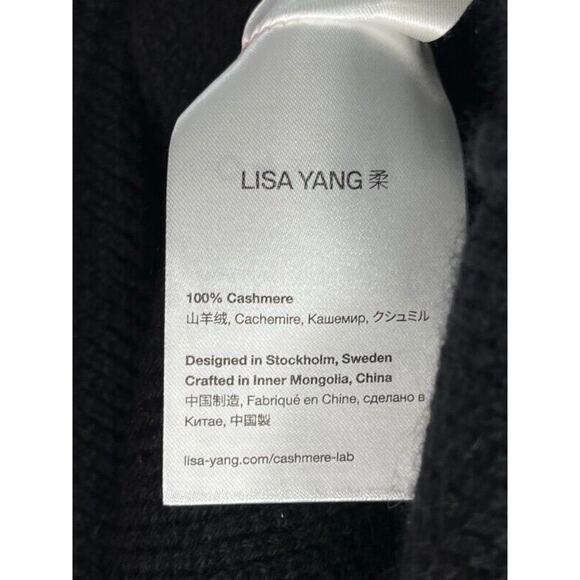 LISA YANG 柔
100% Cashmere
山羊绒, Cachemire, Кашемир, クシュミル
Designed in Stockholm, Sweden
Crafted in Inner Mongolia, China
中国制造, Fabriqué en Chine, сделано в
Китае, 中国製
lisa-yang.com/cashmere-lab